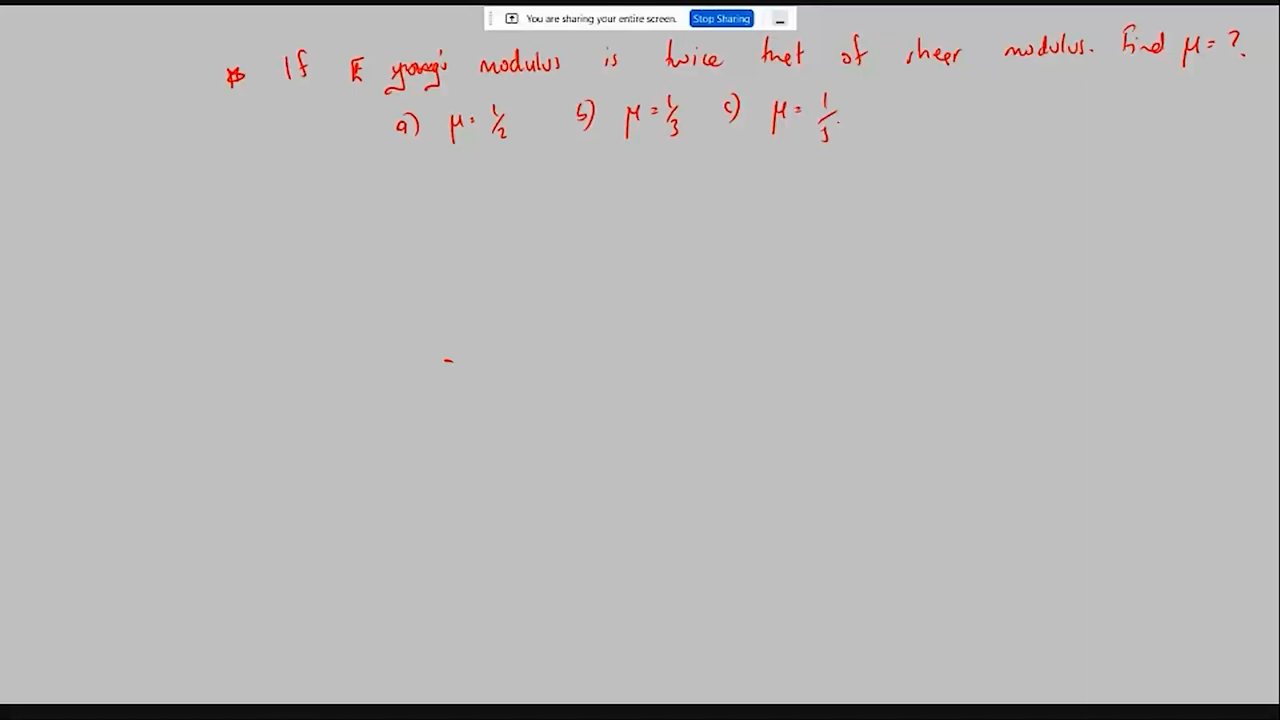 You are sharing your entire screen. Stop Sharing
If E young's modulus is twice that of shear modulus. Find μ = ?
a) μ = 1/2 b) μ = 1/3 c) μ = 1/